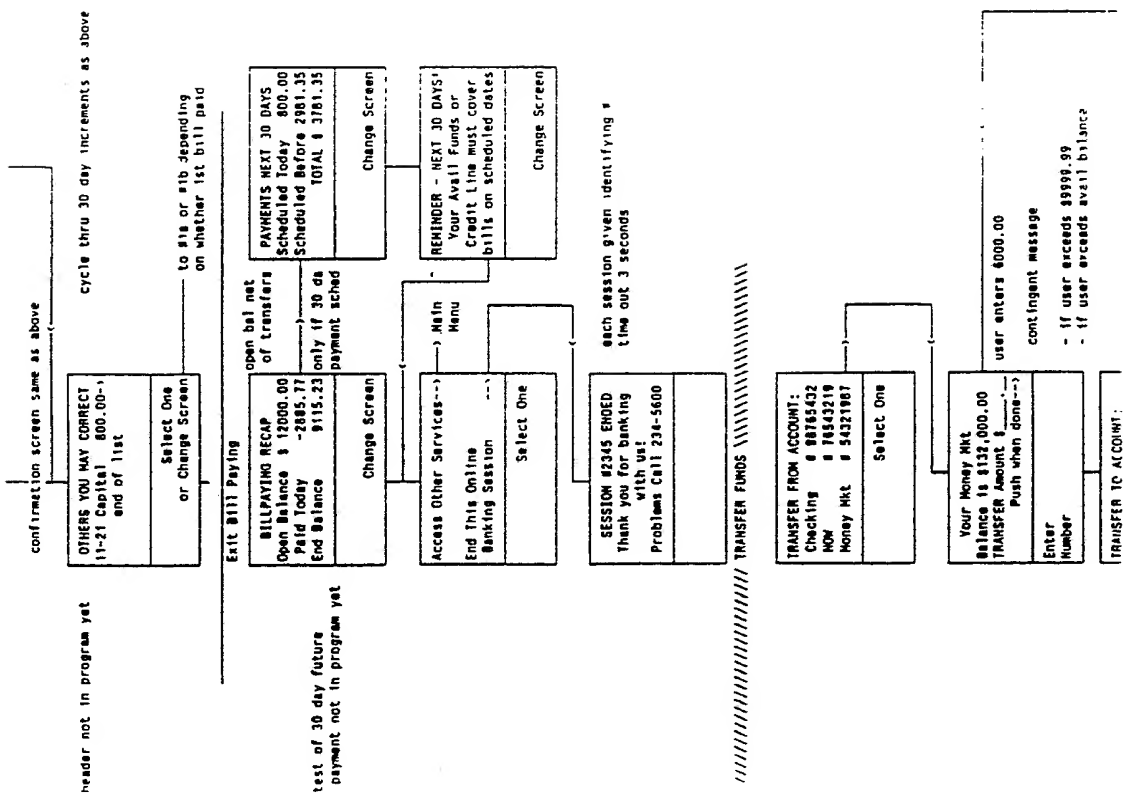 confirmation screen same as above
header not in program yet
OTHERS YOU MAY CORRECT
11-21 Capital 800.00->
end of list
Select One
or Change Screen
cycle thru 30 day increments as above
to #1a or #1b depending
on whether 1st bill paid
Exit Bill Paying
test of 30 day future
payment not in program yet
BILLPAYING RECAP
Open Balance $ 12000.00
Paid Today -2885.77
End Balance 9115.23
Change Screen
open bal net
of transfers
only if 30 da
payment sched
PAYMENTS NEXT 30 DAYS
Scheduled Today 800.00
Scheduled Before 2981.35
TOTAL $ 3781.35
Change Screen
REMINDER - NEXT 30 DAYS'
Your Avail Funds or
Credit Line must cover
bills on scheduled dates
Change Screen
Access Other Services-->
End This Online
Banking Session -->
Select One
Main
Menu
SESSION #2345 ENDED
Thank you for banking
with us!
Problems Call 234-5600
each session given identifying #
time out 3 seconds
TRANSFER FUNDS
TRANSFER FROM ACCOUNT:
Checking # 98765432
NOW # 76543219
Money Mkt # 54321987
Select One
Your Money Mkt
Balance is $132,000.00
TRANSFER Amount $____.__
Push when done-->
Enter
Number
user enters 6000.00
contingent message
- if user exceeds $9999.99
- if user exceeds avail balance
TRANSFER TO ACCOUNT: